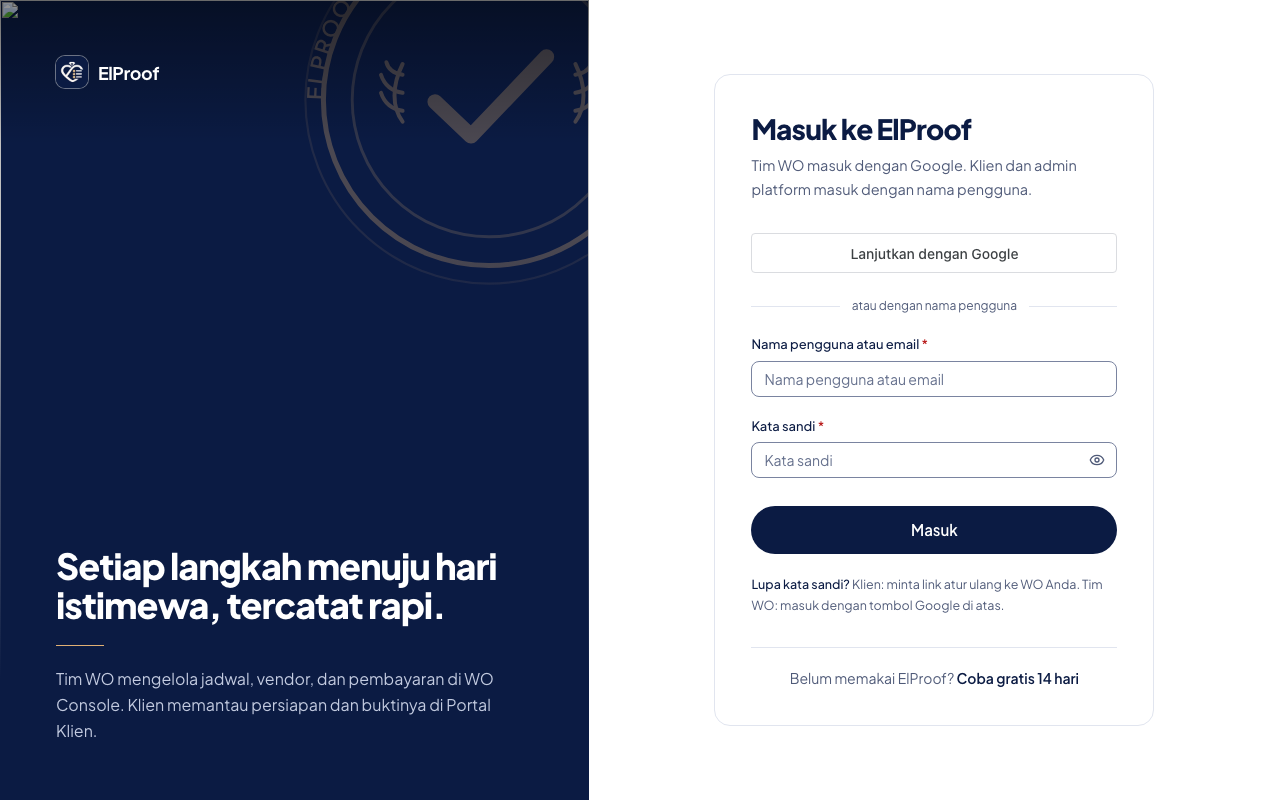 ELPROO
ElProof
Setiap langkah menuju hari
istimewa, tercatat rapi.
Tim WO mengelola jadwal, vendor, dan pembayaran di WO
Console. Klien memantau persiapan dan buktinya di Portal
Klien.
Masuk ke ElProof
Tim WO masuk dengan Google. Klien dan admin
platform masuk dengan nama pengguna.
Lanjutkan dengan Google
atau dengan nama pengguna
Nama pengguna atau email *
Nama pengguna atau email
Kata sandi *
Kata sandi
Masuk
Lupa kata sandi? Klien: minta link atur ulang ke WO Anda. Tim
WO: masuk dengan tombol Google di atas.
Belum memakai ElProof? Coba gratis 14 hari